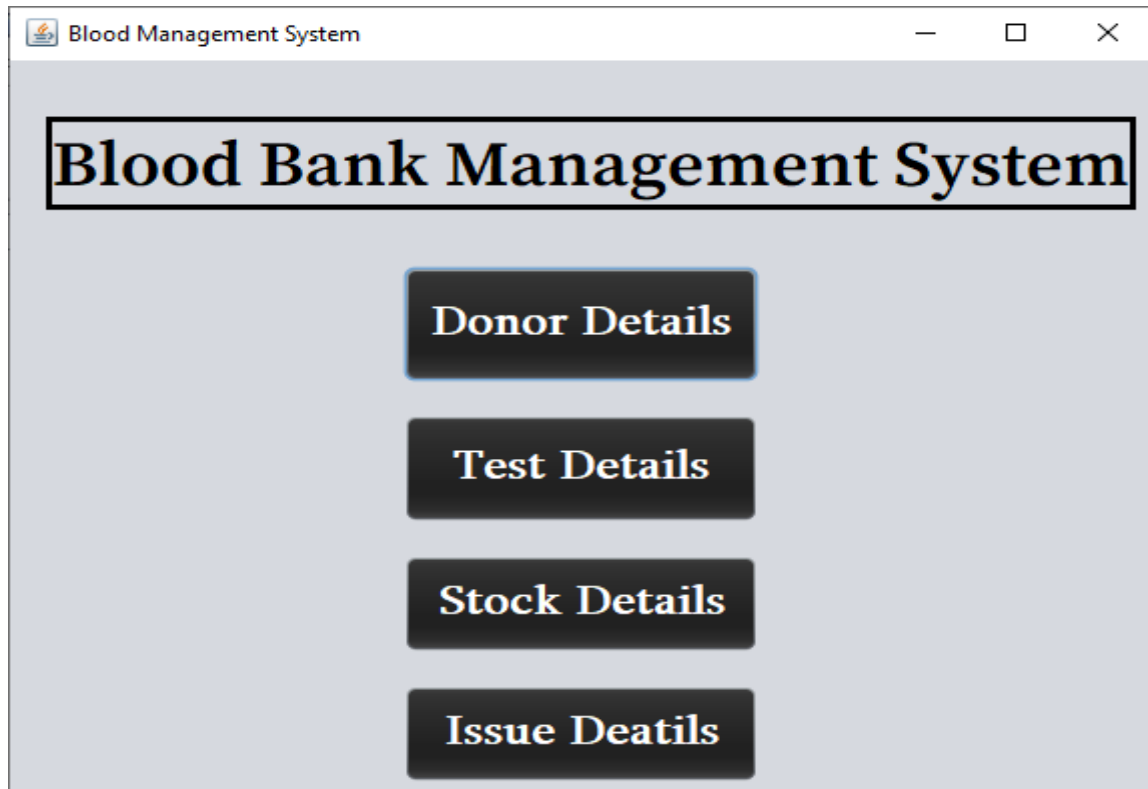 Blood Management System
Blood Bank Management System
Donor Details
Test Details
Stock Details
Issue Deatils